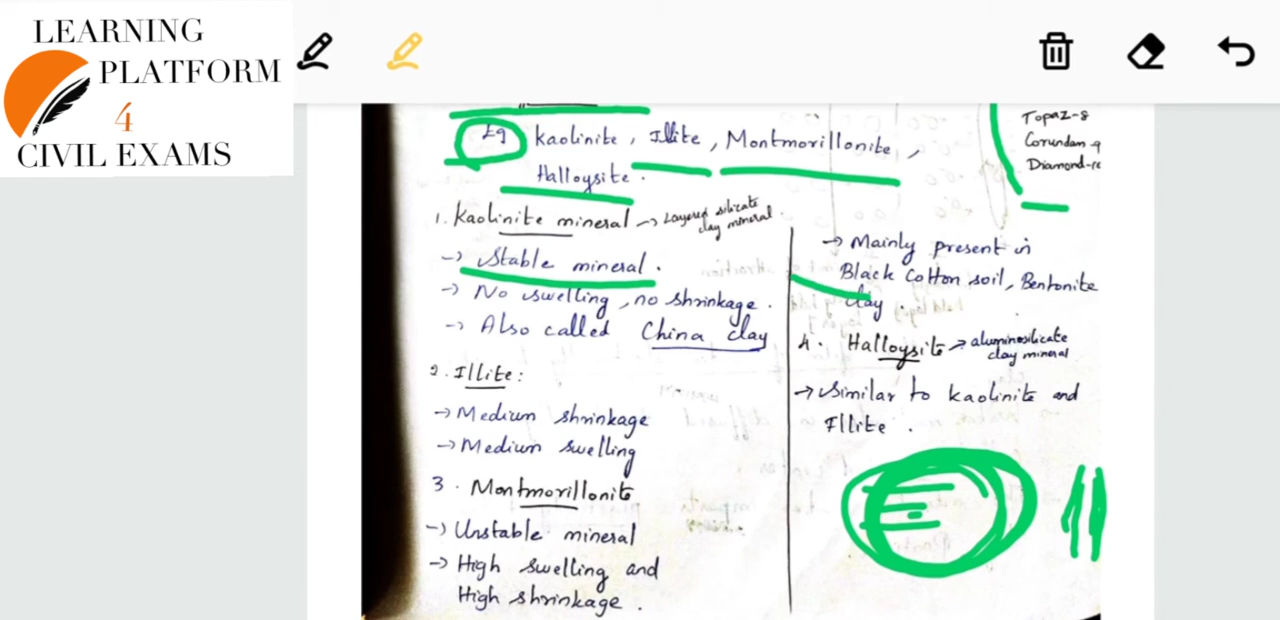 LEARNING
PLATFORM
4
CIVIL EXAMS
Eg Kaolinite, Illite, Montmorillonite,
Halloysite.
Topaz-8
Corundam-9
Diamond-10
1. Kaolinite mineral → Layered silicate
clay mineral.
→ Stable mineral.
→ No swelling, no shrinkage.
→ Also called China clay
2. Illite:
→ Medium shrinkage
→ Medium swelling
3. Montmorillonite
→ Unstable mineral
→ High swelling and
High shrinkage.
→ Mainly present in
Black Cotton soil, Bentonite
clay.
4. Halloysite → aluminosilicate
clay mineral
→ Similar to kaolinite and
Illite.